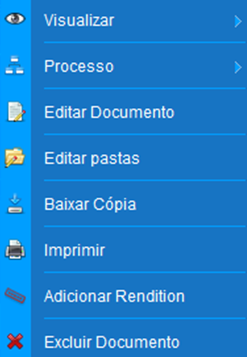 Visualizar
Processo
Editar Documento
Editar pastas
Baixar Cópia
Imprimir
Adicionar Rendition
Excluir Documento